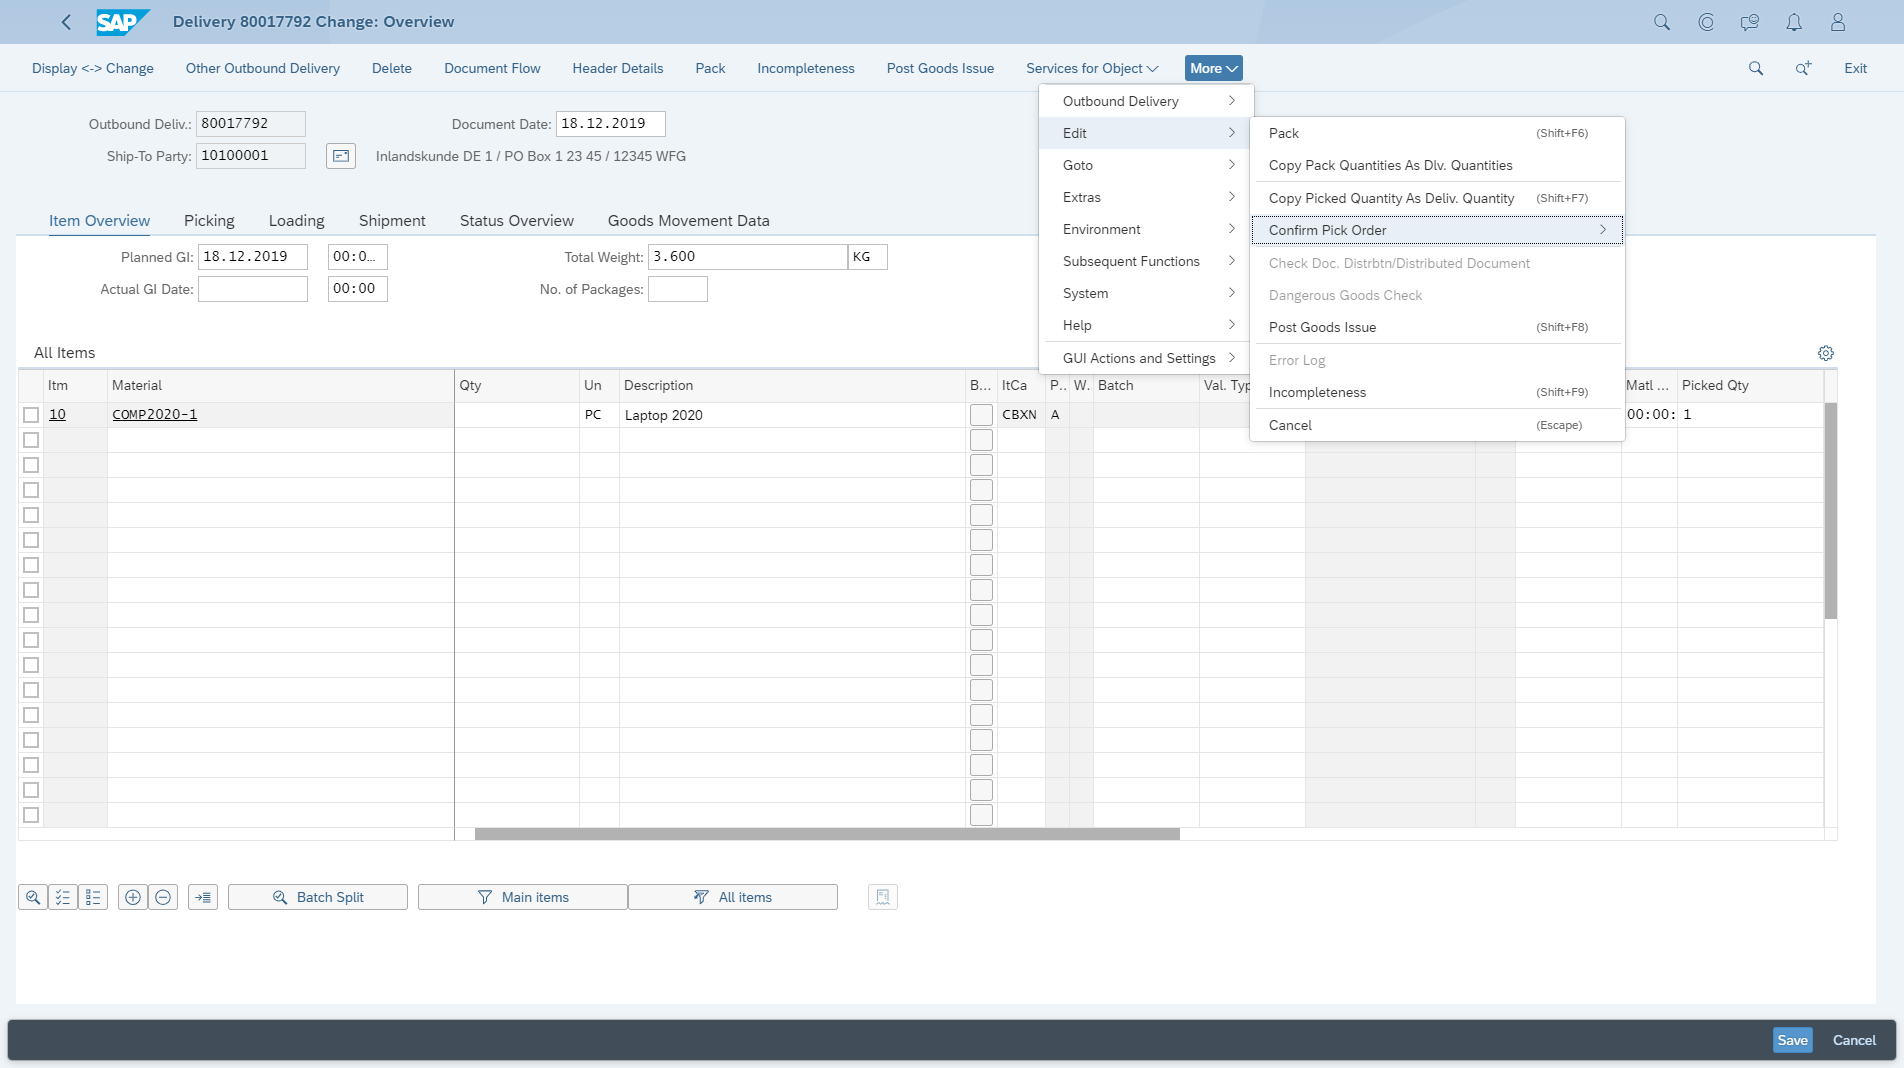 SAP Delivery 80017792 Change: Overview
Display <-> Change Other Outbound Delivery Delete Document Flow Header Details Pack Incompleteness Post Goods Issue Services for Object More Exit
Outbound Deliv.: 80017792 Document Date: 18.12.2019
Ship-To Party: 10100001 Inlandskunde DE 1 / PO Box 1 23 45 / 12345 WFG
Outbound Delivery
Edit
Goto
Extras
Environment
Subsequent Functions
System
Help
GUI Actions and Settings
Pack (Shift+F6)
Copy Pack Quantities As Dlv. Quantities
Copy Picked Quantity As Deliv. Quantity (Shift+F7)
Confirm Pick Order
Check Doc. Distrbtn/Distributed Document
Dangerous Goods Check
Post Goods Issue (Shift+F8)
Error Log
Incompleteness (Shift+F9)
Cancel (Escape)
Item Overview Picking Loading Shipment Status Overview Goods Movement Data
Planned GI: 18.12.2019 00:0... Total Weight: 3.600 KG
Actual GI Date: 00:00 No. of Packages:
All Items
Itm Material Qty Un Description B... ItCa P.. W. Batch Val. Typ Matl ... Picked Qty
10 COMP2020-1 PC Laptop 2020 CBXN A 00:00: 1
Batch Split Main items All items
Save Cancel